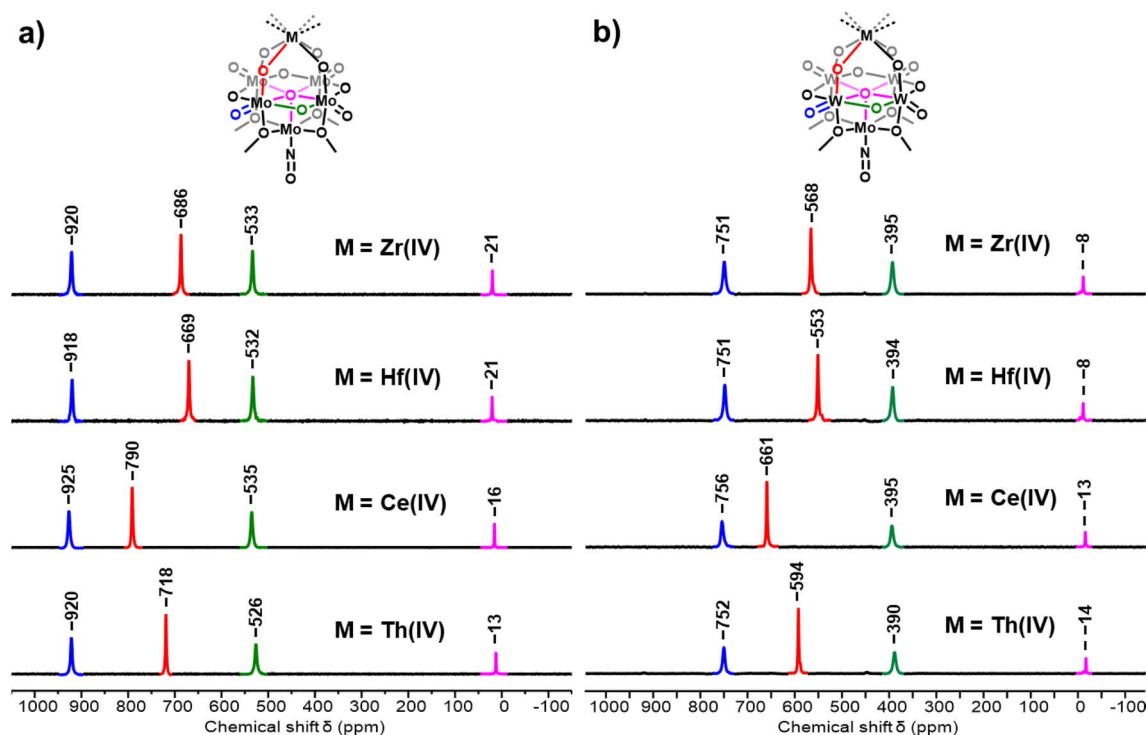 a)
M
O O
O O
O O O
Mo Mo
O O O
Mo Mo
O O O
O O
O Mo O
N
O
920
686
533
21
M = Zr(IV)
918
669
532
21
M = Hf(IV)
925
790
535
16
M = Ce(IV)
920
718
526
13
M = Th(IV)
1000 900 800 700 600 500 400 300 200 100 0 -100
Chemical shift δ (ppm)
b)
M
O O
O O
O O O
W W
O O O
W W
O O O
O O
O Mo O
N
O
751
568
395
-8
M = Zr(IV)
751
553
394
-8
M = Hf(IV)
756
661
395
-13
M = Ce(IV)
752
594
390
-14
M = Th(IV)
1000 900 800 700 600 500 400 300 200 100 0 -100
Chemical shift δ (ppm)